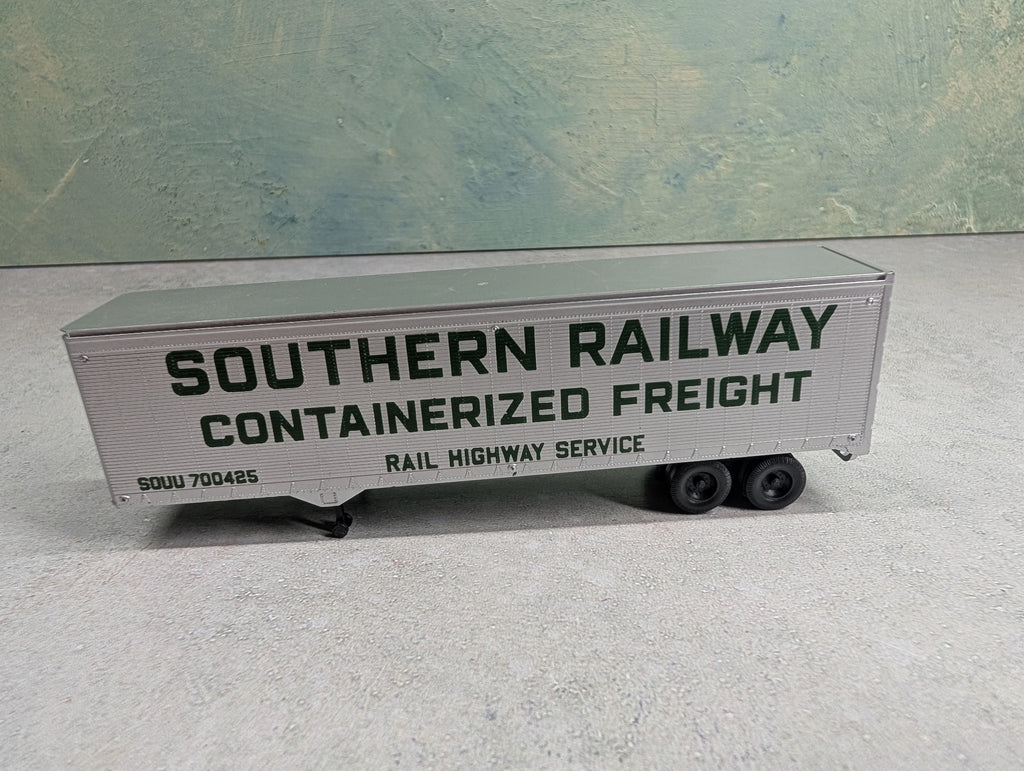 SOUTHERN RAILWAY
CONTAINERIZED FREIGHT
RAIL HIGHWAY SERVICE
SOUU 700425